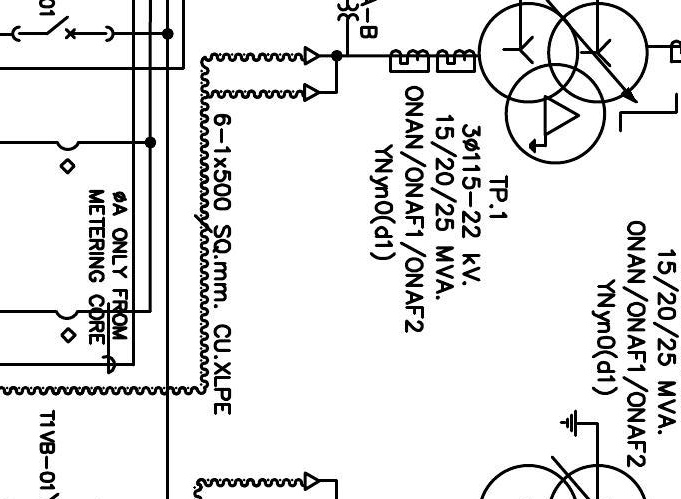 01
A-B
TP.1
3ø115-22 kV.
15/20/25 MVA.
ONAN/ONAF1/ONAF2
YNyn0(d1)
6-1x500 SQ.mm. CU.XLPE
øA ONLY FROM
METERING CORE
15/20/25 MVA.
ONAN/ONAF1/ONAF2
YNyn0(d1)
T1VB-01